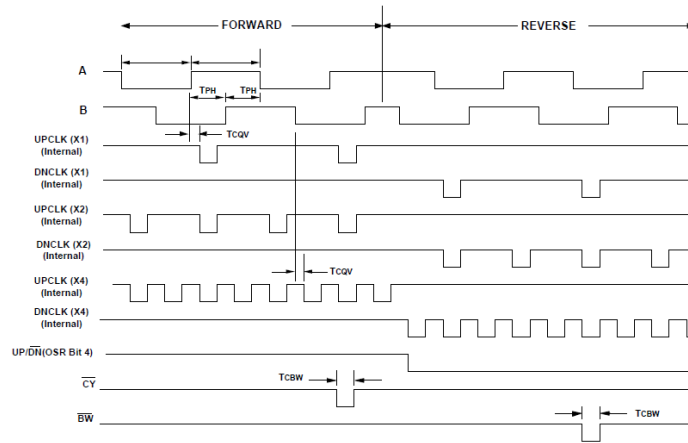 FORWARD REVERSE
A
TPH TPH
B
TCQV
UPCLK (X1)
(Internal)
DNCLK (X1)
(Internal)
UPCLK (X2)
(Internal)
DNCLK (X2)
(Internal)
TCQV
UPCLK (X4)
(Internal)
DNCLK (X4)
(Internal)
UP/DN(OSR Bit 4)
TCBW
CY
TCBW
BW